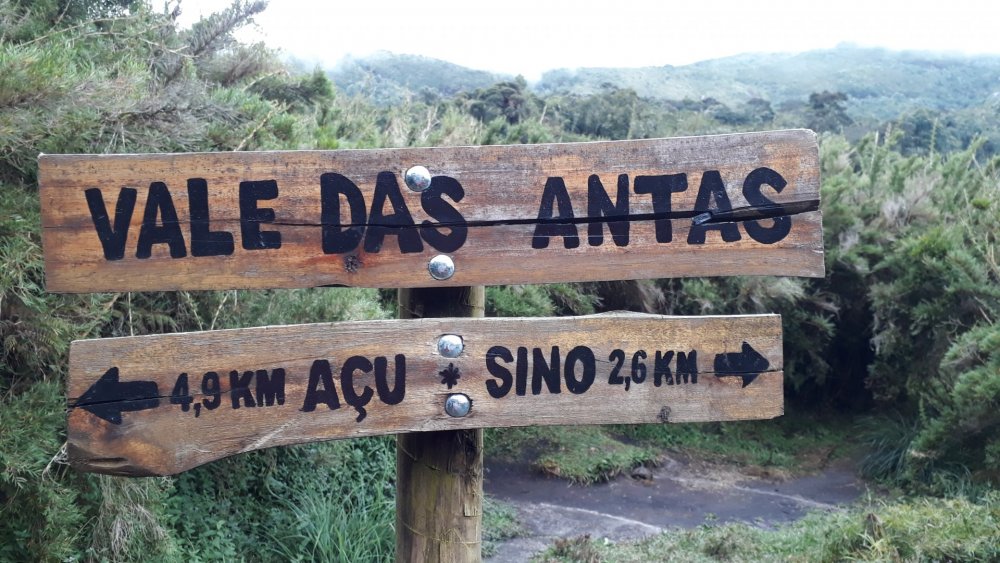 VALE DAS ANTAS
4,9 KM AÇU * SINO 2,6 KM